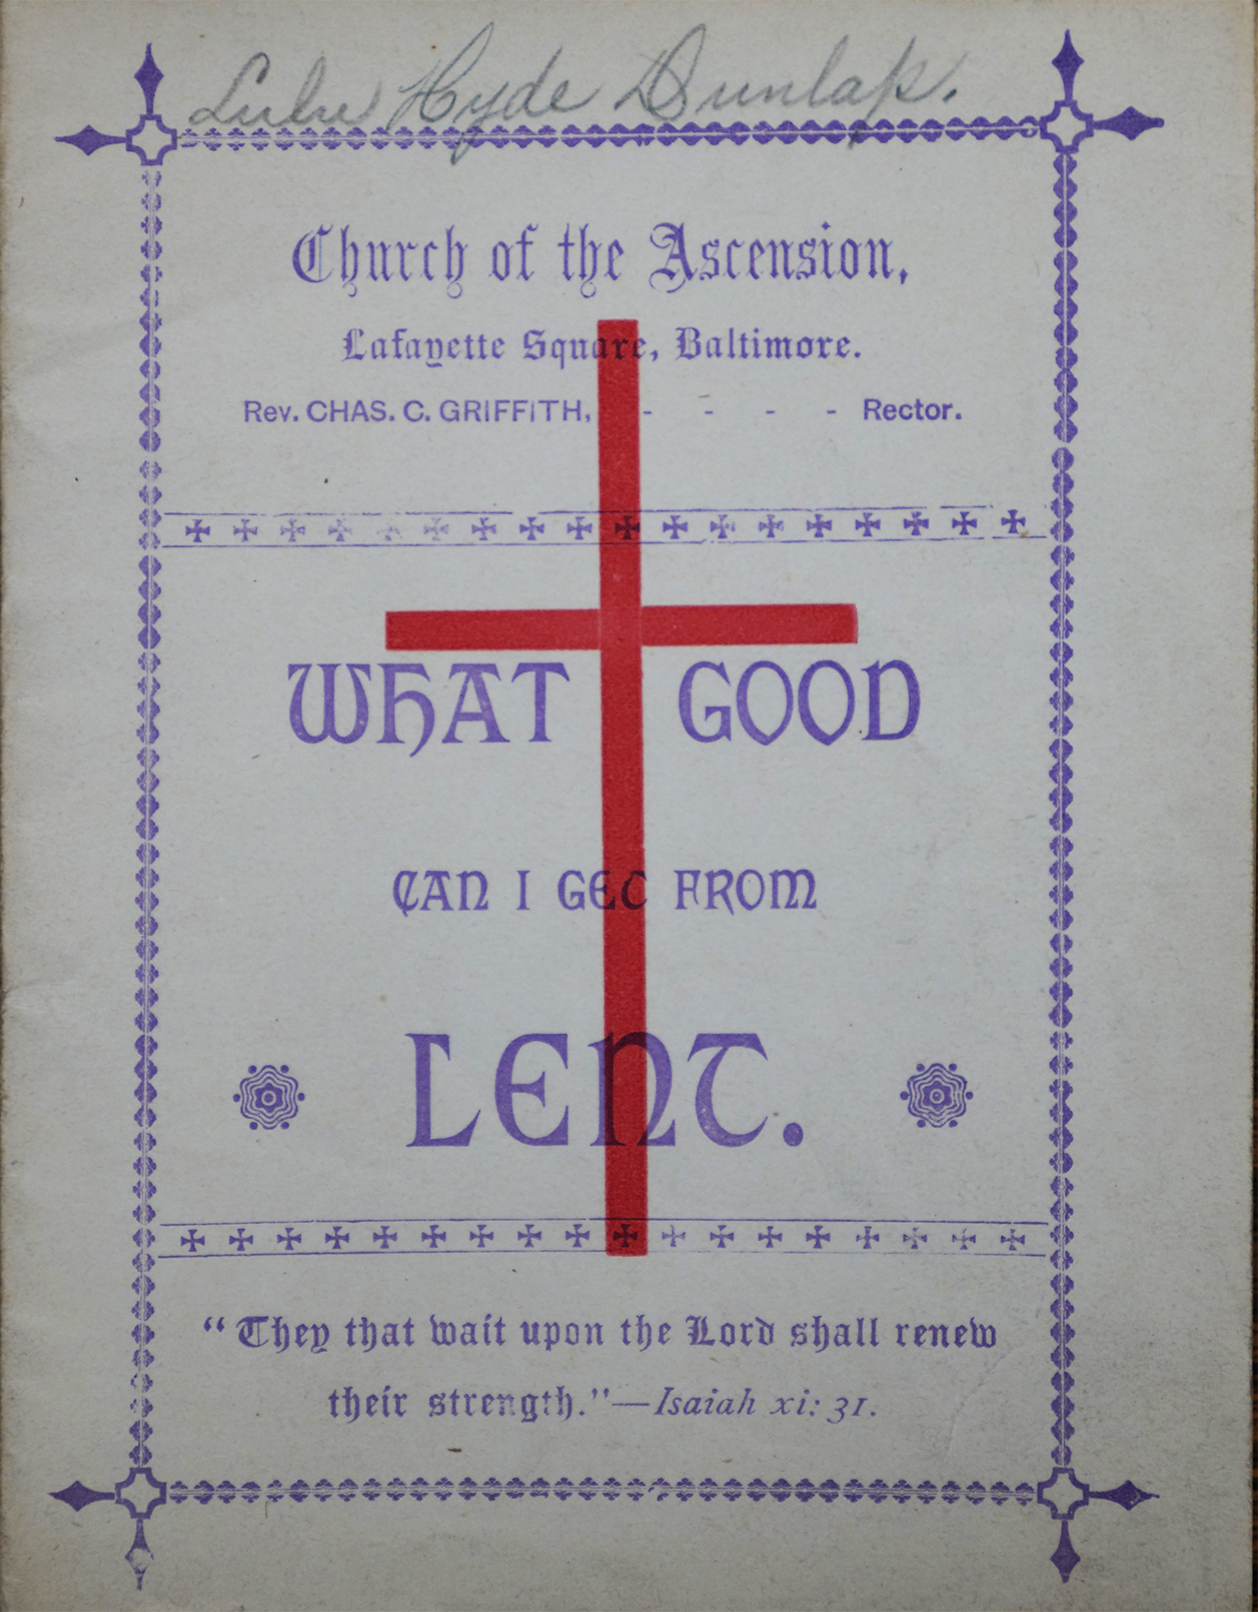 Lulu Hyde Dunlap.
Church of the Ascension,
Lafayette Square, Baltimore.
Rev. CHAS. C. GRIFFITH, - - - - Rector.
WHAT GOOD
CAN I GET FROM
LENT.
“They that wait upon the Lord shall renew
their strength.”—Isaiah xi: 31.